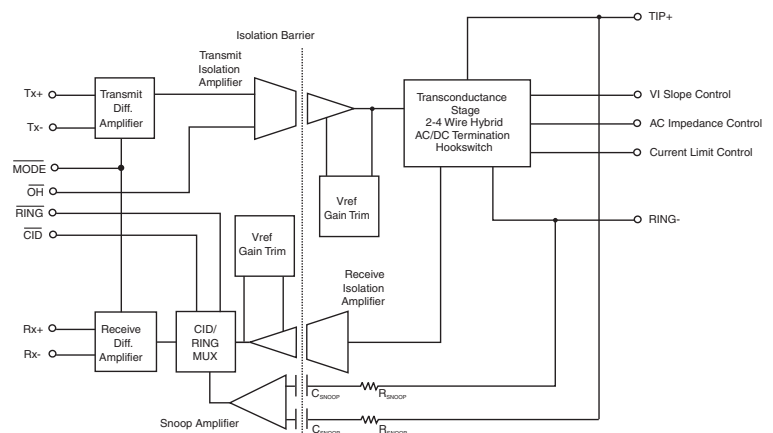 TIP+
Isolation Barrier
Transmit
Isolation
Amplifier
Tx+
Transmit
Diff.
Amplifier
Tx-
Transconductance
Stage
2-4 Wire Hybrid
AC/DC Termination
Hookswitch
VI Slope Control
AC Impedance Control
Current Limit Control
MODE
OH
RING
CID
Vref
Gain Trim
Vref
Gain Trim
RING-
Receive
Isolation
Amplifier
Rx+
Receive
Diff.
Amplifier
Rx-
CID/
RING
MUX
CSNOOP
RSNOOP
Snoop Amplifier
CSNOOP
RSNOOP